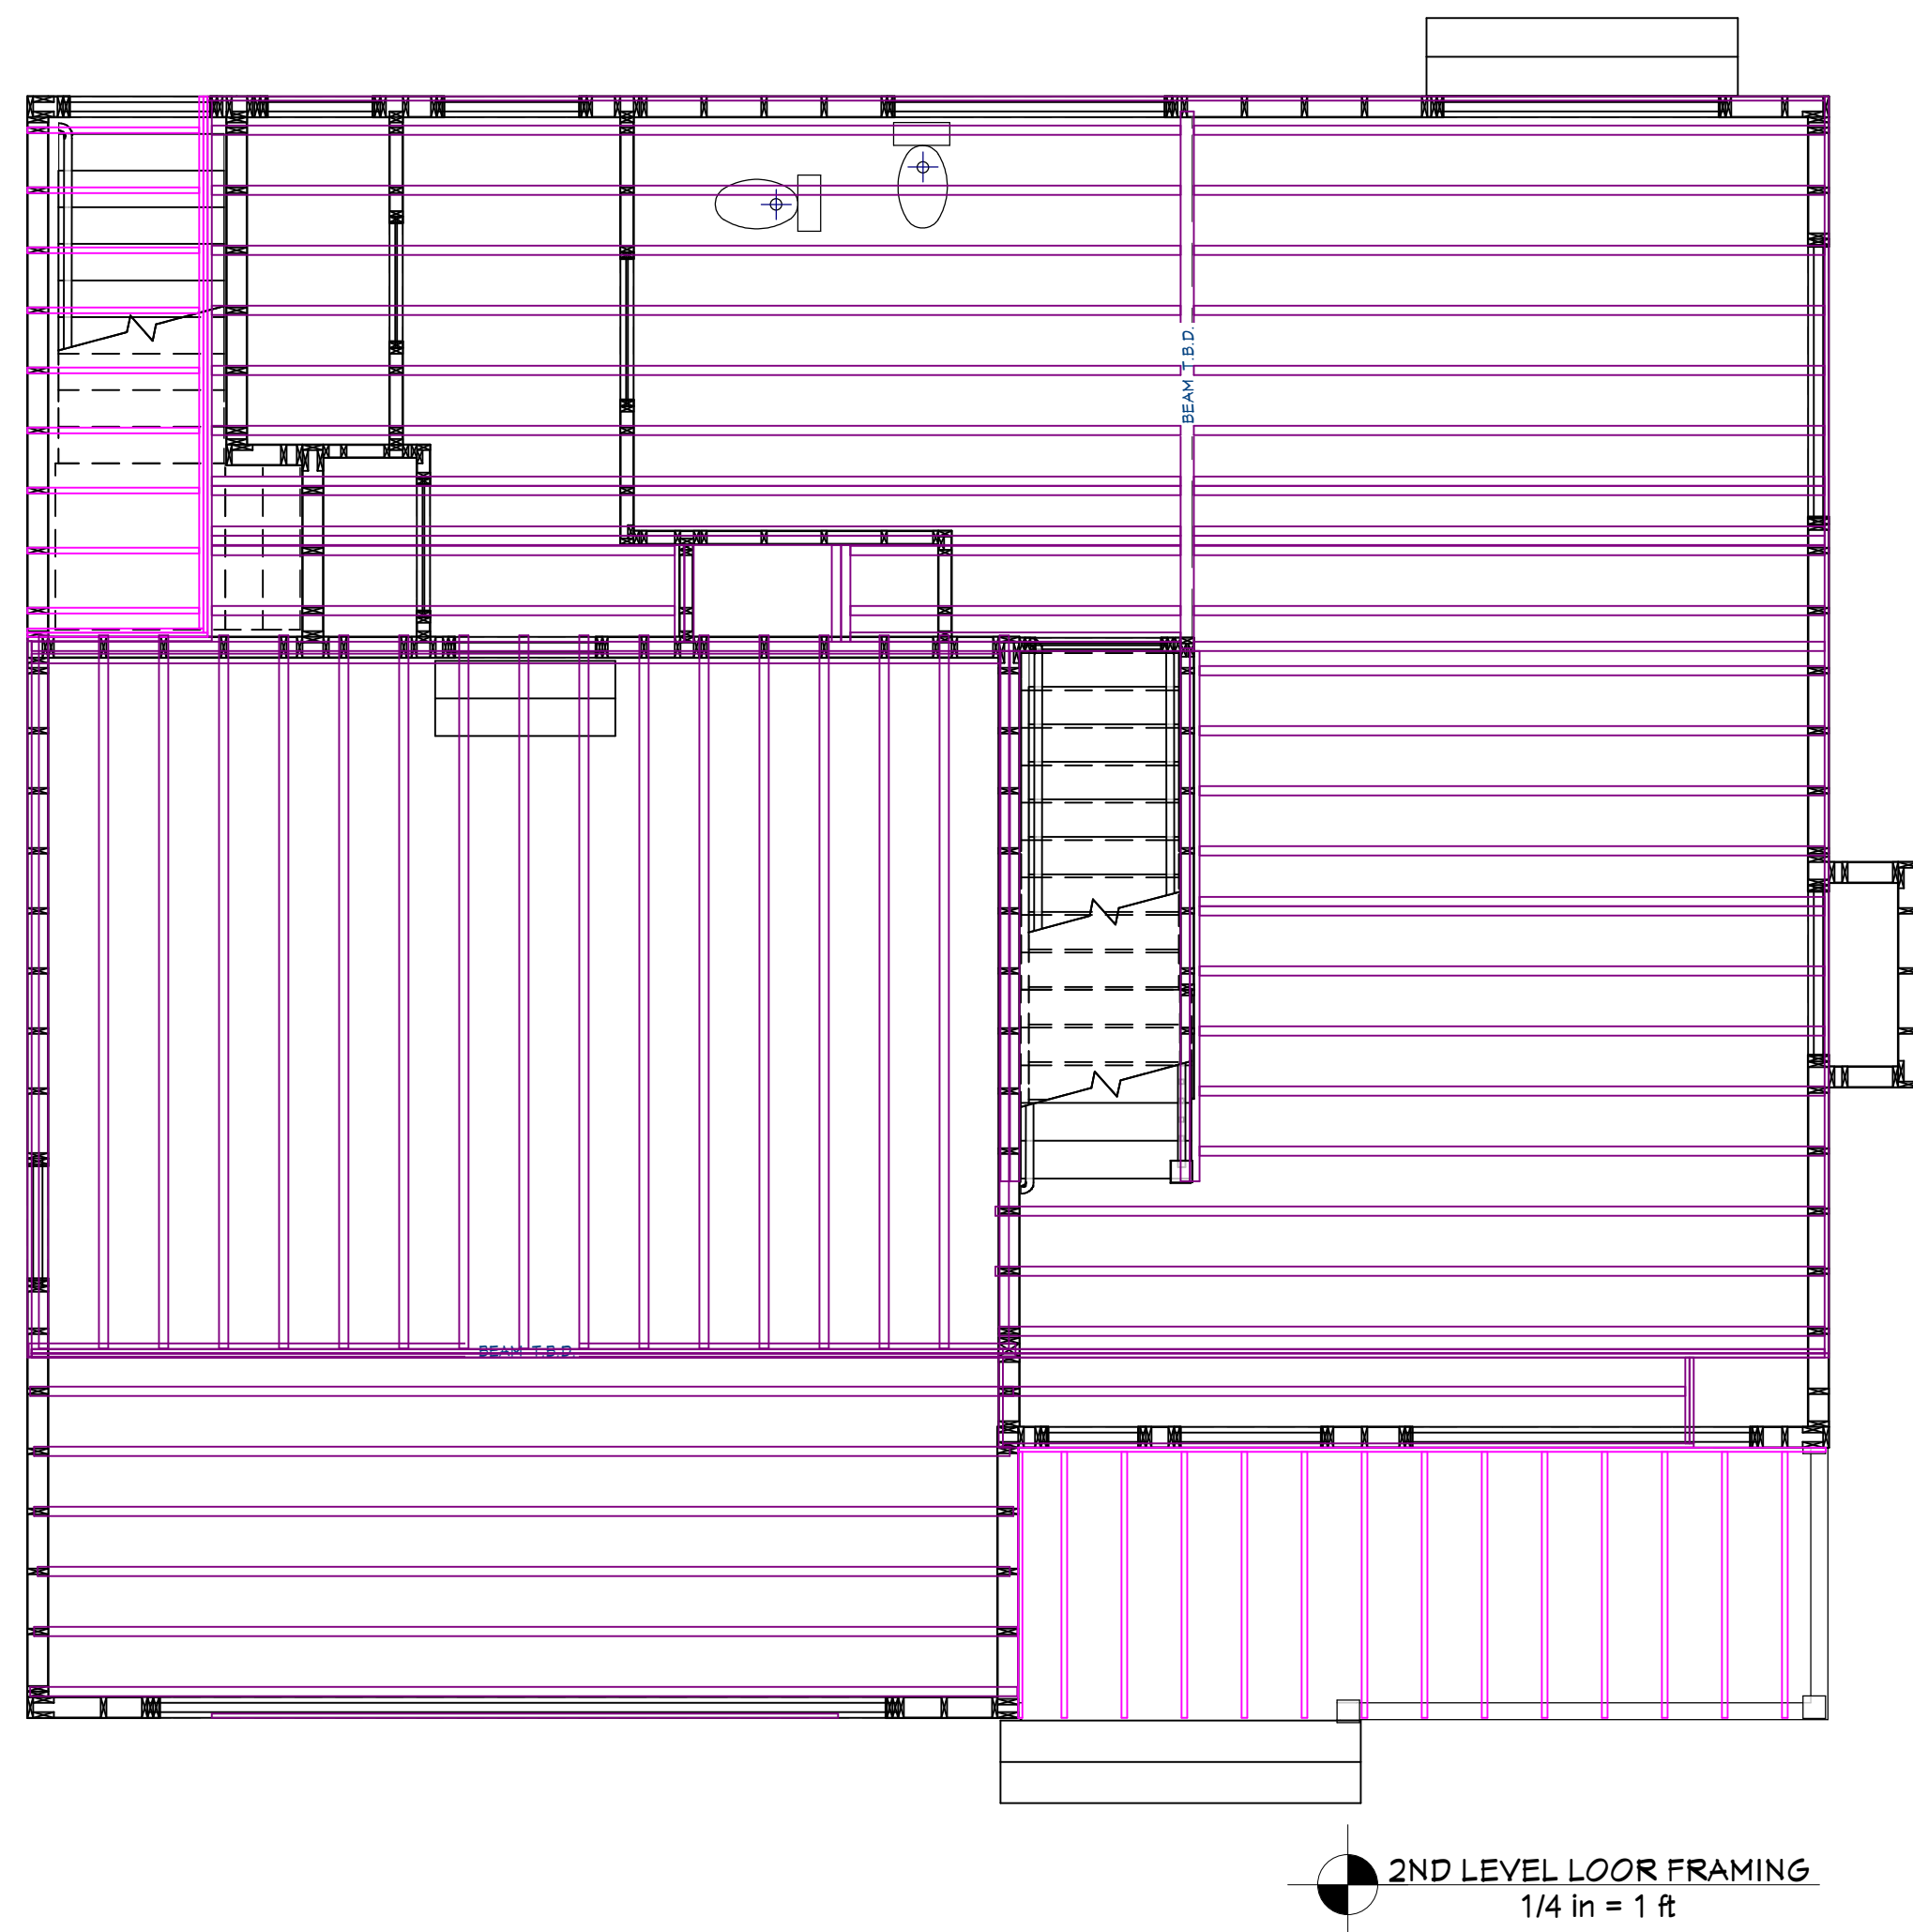 BEAM T.B.D.
BEAM T.B.D.
2ND LEVEL LOOR FRAMING
1/4 in = 1 ft